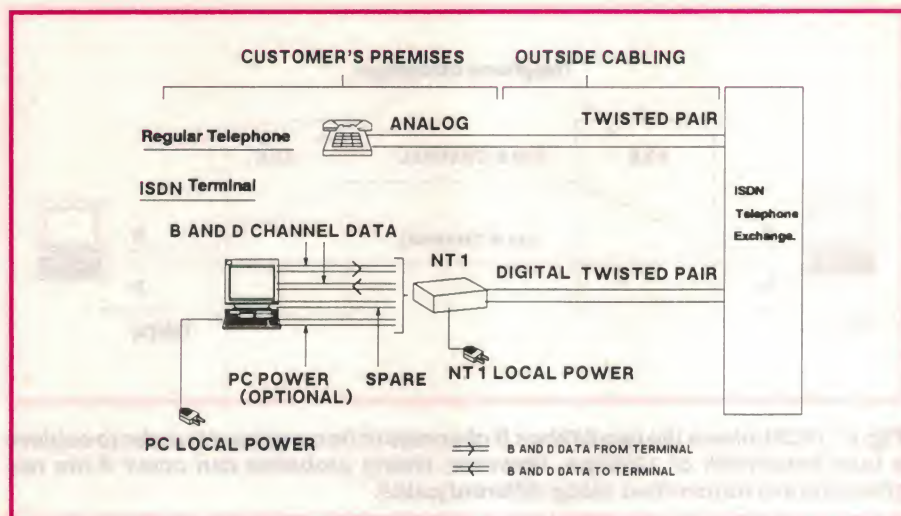 CUSTOMER'S PREMISES OUTSIDE CABLING
Regular Telephone ANALOG TWISTED PAIR
ISDN Terminal
ISDN
Telephone
Exchange.
B AND D CHANNEL DATA
NT 1
DIGITAL TWISTED PAIR
PC POWER
(OPTIONAL)
SPARE
NT 1 LOCAL POWER
PC LOCAL POWER
B AND D DATA FROM TERMINAL
B AND D DATA TO TERMINAL